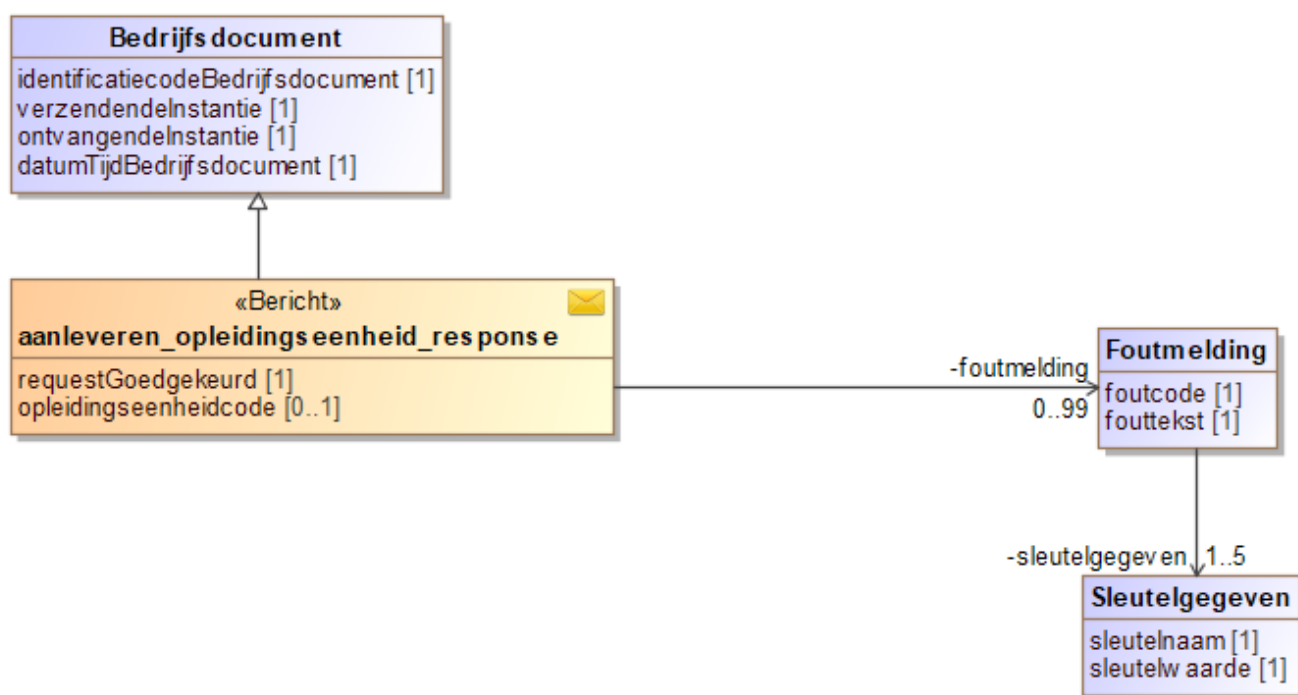 Bedrijfsdocument
identificatiecodeBedrijfsdocument [1]
verzendendeInstantie [1]
ontvangendeInstantie [1]
datumTijdBedrijfsdocument [1]
«Bericht»
aanleveren_opleidingseenheid_response
requestGoedgekeurd [1]
opleidingseenheidcode [0..1]
-foutmelding
0..99
Foutmelding
foutcode [1]
fouttekst [1]
-sleutelgegeven 1..5
Sleutelgegeven
sleutelnaam [1]
sleutelwaarde [1]